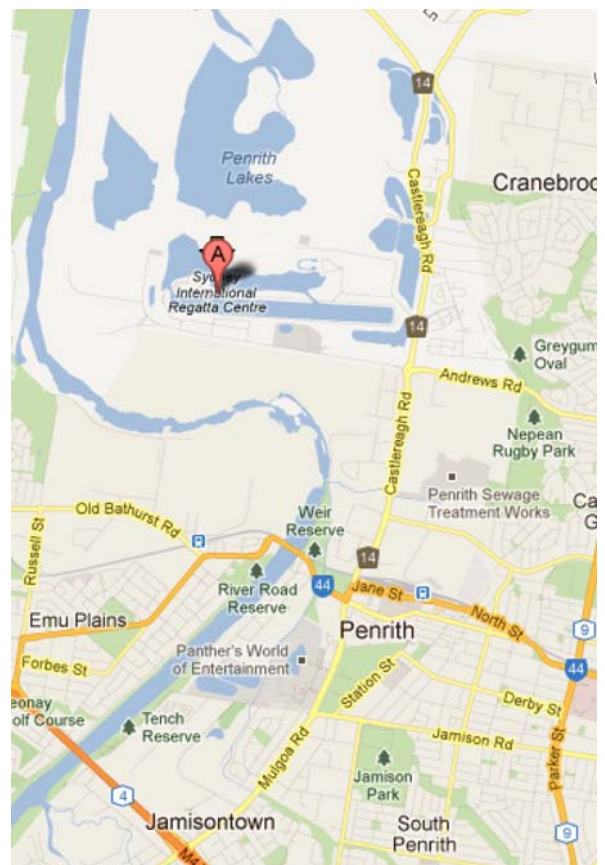 14
Penrith
Lakes
Castlereagh Rd
Cranebroo
A
Sydney
International
Regatta Centre
14
Greygum
Oval
Andrews Rd
Nepean
Rugby Park
Castlereagh Rd
Penrith Sewage
Treatment Works
Ca
G
Old Bathurst Rd
Weir
Reserve
Russell St
14
River Road
Reserve
44
Jane St
North St
9
Emu Plains
Penrith
Panther's World
of Entertainment
44
Forbes St
Station St
Derby St
eonay
olf Course
Tench
Reserve
Mulgoa Rd
Jamison Rd
Parker St
Jamison
Park
4
Jamisontown
South
Penrith
9
M4